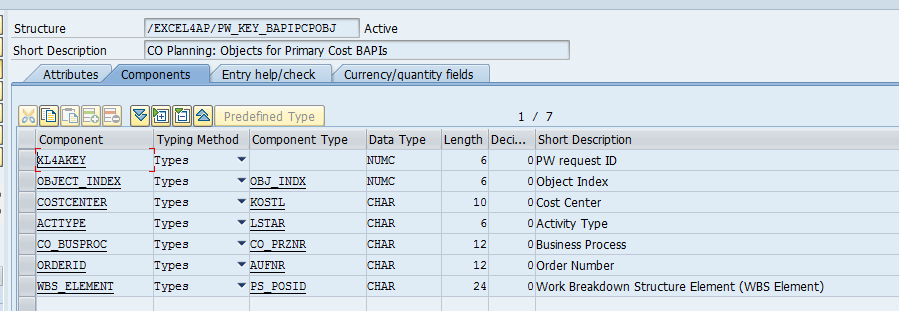 Structure /EXCEL4AP/PW_KEY_BAPIPCPOBJ Active
Short Description CO Planning: Objects for Primary Cost BAPIs
Attributes Components Entry help/check Currency/quantity fields
Predefined Type 1 / 7
Component Typing Method Component Type Data Type Length Deci... Short Description
XL4AKEY Types NUMC 6 0 PW request ID
OBJECT_INDEX Types OBJ_INDX NUMC 6 0 Object Index
COSTCENTER Types KOSTL CHAR 10 0 Cost Center
ACTTYPE Types LSTAR CHAR 6 0 Activity Type
CO_BUSPROC Types CO_PRZNR CHAR 12 0 Business Process
ORDERID Types AUFNR CHAR 12 0 Order Number
WBS_ELEMENT Types PS_POSID CHAR 24 0 Work Breakdown Structure Element (WBS Element)